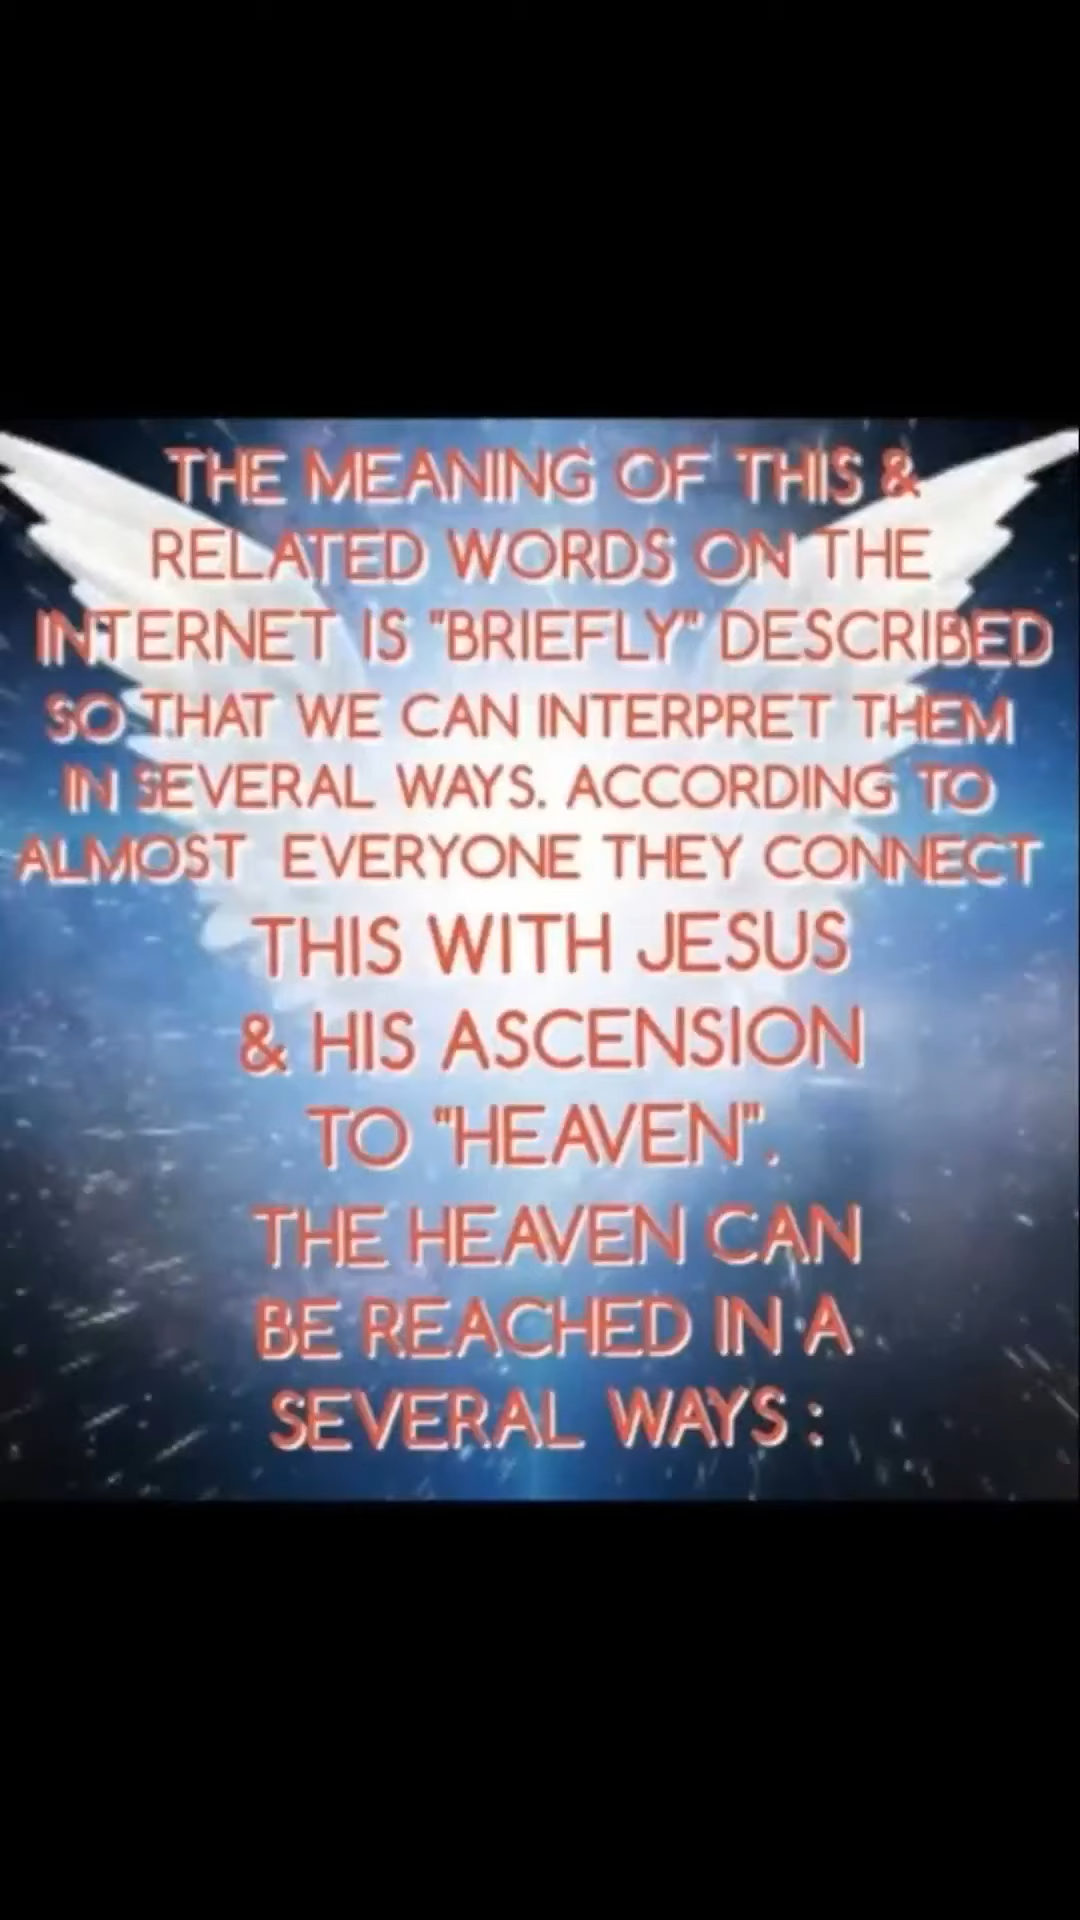 THE MEANING OF THIS &
RELATED WORDS ON THE
INTERNET IS "BRIEFLY" DESCRIBED
SO THAT WE CAN INTERPRET THEM
IN SEVERAL WAYS. ACCORDING TO
ALMOST EVERYONE THEY CONNECT
THIS WITH JESUS
& HIS ASCENSION
TO "HEAVEN".
THE HEAVEN CAN
BE REACHED IN A
SEVERAL WAYS :